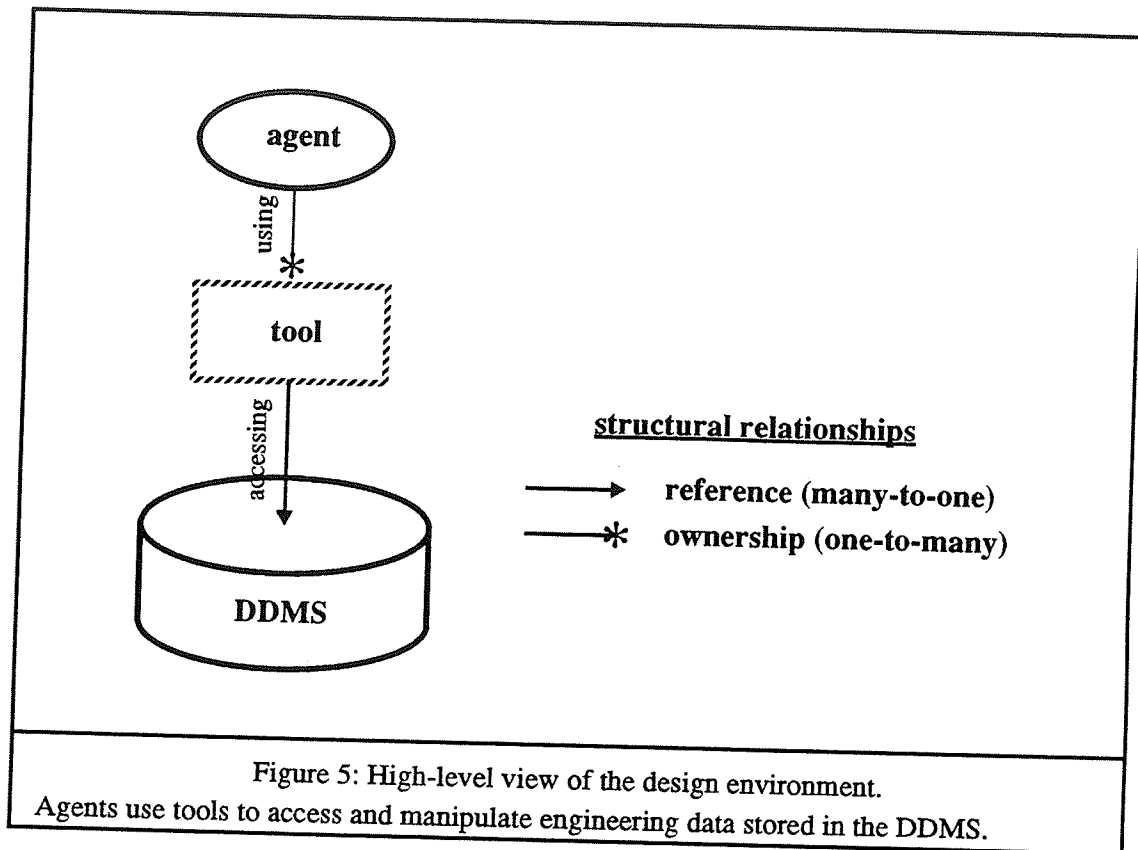 agent
using
tool
accessing
DDMS
structural relationships
reference (many-to-one)
ownership (one-to-many)
Figure 5: High-level view of the design environment.
Agents use tools to access and manipulate engineering data stored in the DDMS.